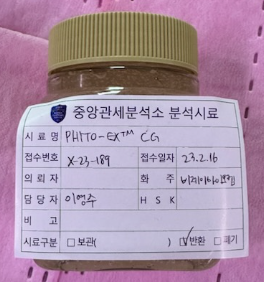 중앙관세분석소 분석시료
시료명 PHYTO-EX™ CG
접수번호 X-23-189 접수일자 23.2.16
의뢰자 화주
담당자 이영주 HSK
비고
시료구분 □보관( ) ☑반환 □폐기